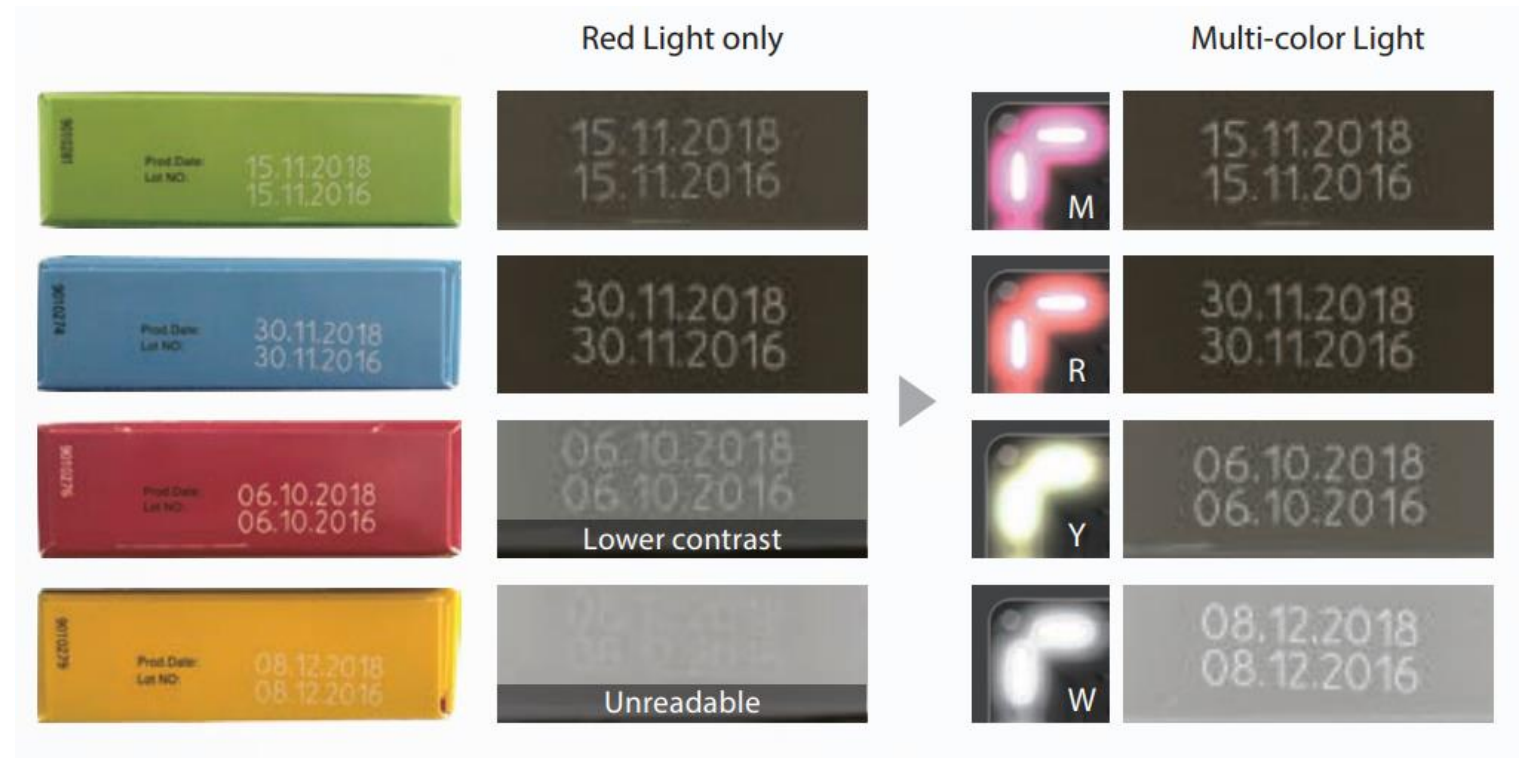 Red Light only
Multi-color Light
9010281
Prod.Date:
Lot NO:
15.11.2018
15.11.2016
15.11.2018
15.11.2016
M
15.11.2018
15.11.2016
9010274
Prod.Date:
Lot NO:
30.11.2018
30.11.2016
30.11.2018
30.11.2016
R
30.11.2018
30.11.2016
9010276
Prod.Date:
Lot NO:
06.10.2018
06.10.2016
06.10.2018
06.10.2016
Lower contrast
Y
06.10.2018
06.10.2016
9010279
Prod.Date:
Lot NO:
08.12.2018
08.12.2016
Unreadable
W
08.12.2018
08.12.2016